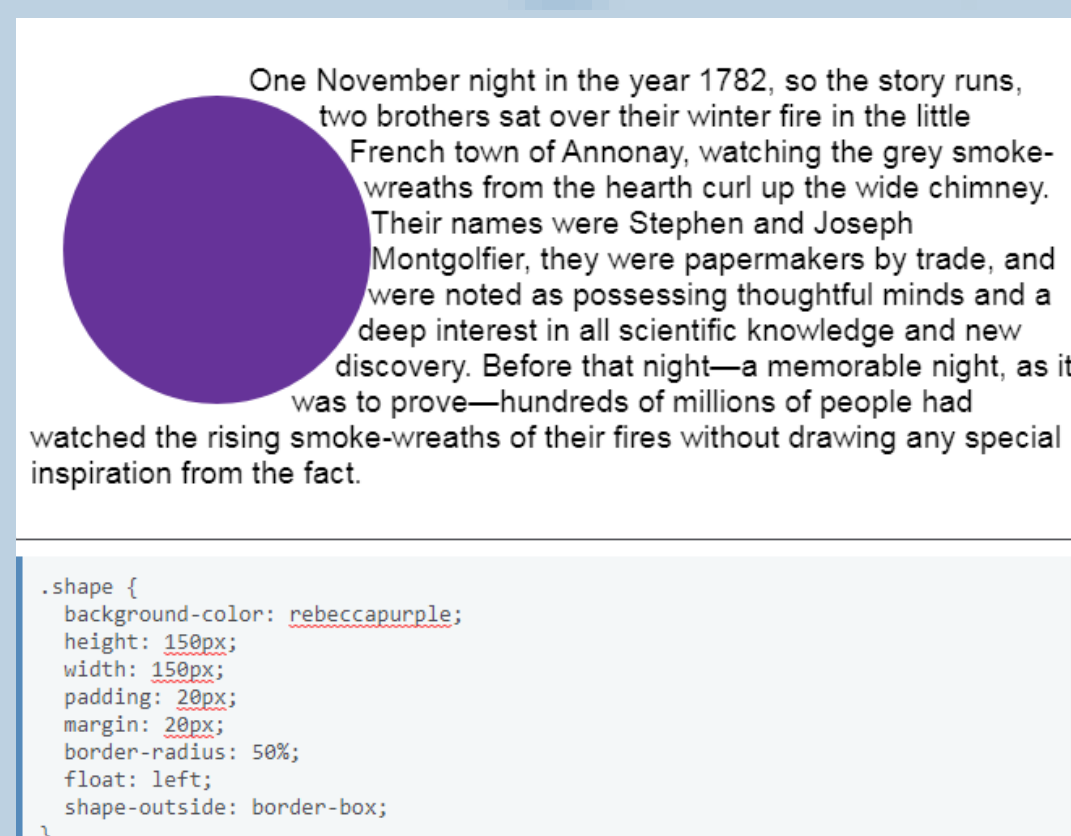 One November night in the year 1782, so the story runs,
two brothers sat over their winter fire in the little
French town of Annonay, watching the grey smoke-
wreaths from the hearth curl up the wide chimney.
Their names were Stephen and Joseph
Montgolfier, they were papermakers by trade, and
were noted as possessing thoughtful minds and a
deep interest in all scientific knowledge and new
discovery. Before that night—a memorable night, as it
was to prove—hundreds of millions of people had
watched the rising smoke-wreaths of their fires without drawing any special
inspiration from the fact.
.shape {
background-color: rebeccapurple;
height: 150px;
width: 150px;
padding: 20px;
margin: 20px;
border-radius: 50%;
float: left;
shape-outside: border-box;
}